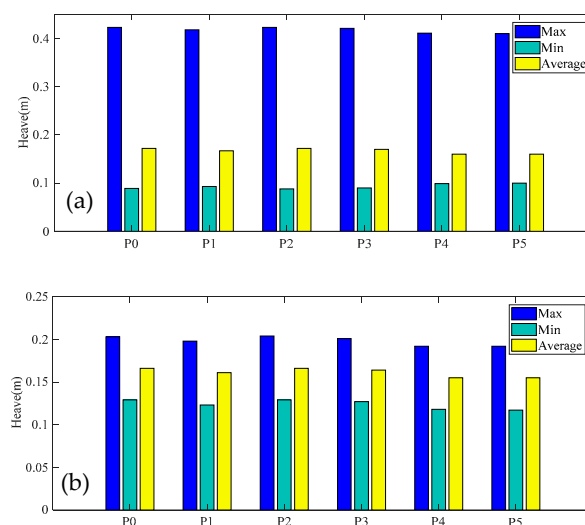 0.4
0.3
0.2
0.1
0
Heave(m)
Max
Min
Average
(a)
P0 P1 P2 P3 P4 P5
0.25
0.2
0.15
0.1
0.05
0
Heave(m)
Max
Min
Average
(b)
P0 P1 P2 P3 P4 P5